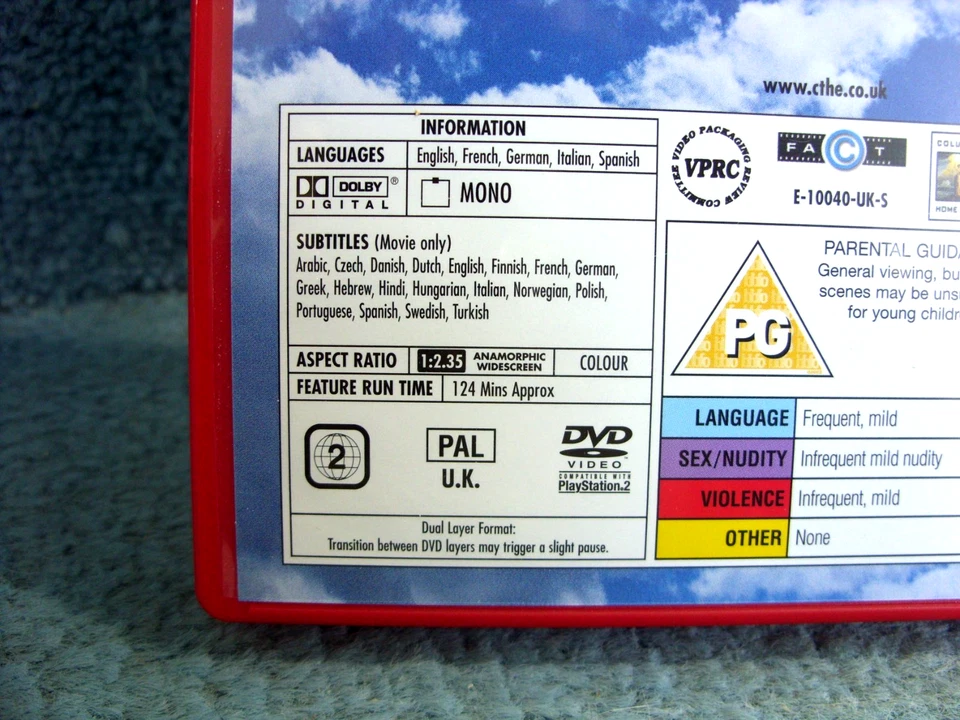 www.cthe.co.uk
INFORMATION
LANGUAGES English, French, German, Italian, Spanish
DOLBY ® DIGITAL MONO
SUBTITLES (Movie only)
Arabic, Czech, Danish, Dutch, English, Finnish, French, German,
Greek, Hebrew, Hindi, Hungarian, Italian, Norwegian, Polish,
Portuguese, Spanish, Swedish, Turkish
ASPECT RATIO 1:2.35 ANAMORPHIC WIDESCREEN COLOUR
FEATURE RUN TIME 124 Mins Approx
2
PAL
U.K.
DVD
VIDEO
COMPATIBLE WITH
PlayStation.2
Dual Layer Format:
Transition between DVD layers may trigger a slight pause.
VIDEO PACKAGING REVIEW COMMITTEE
VPRC
FACT
E-10040-UK-S
COLU
HOME
PARENTAL GUIDA
General viewing, bu
scenes may be unsi
for young childr
PG
LANGUAGE Frequent, mild
SEX/NUDITY Infrequent mild nudity
VIOLENCE Infrequent, mild
OTHER None